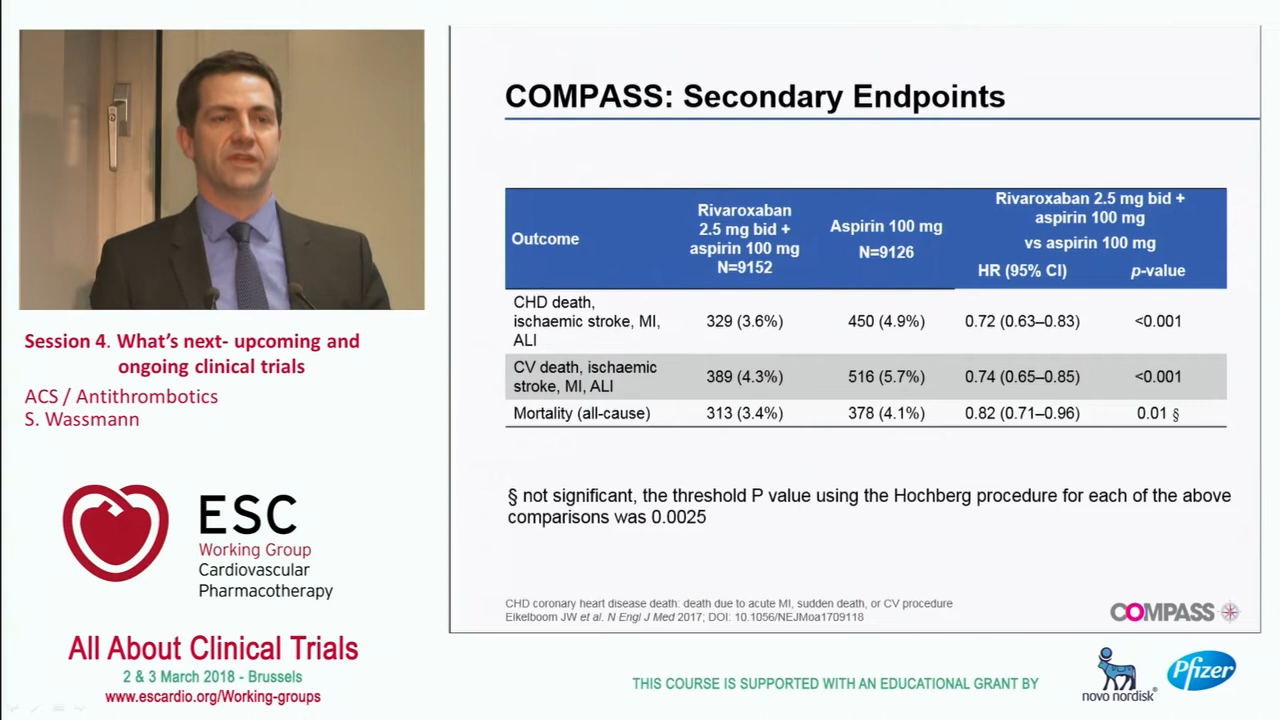 COMPASS: Secondary Endpoints
Outcome
Rivaroxaban
2.5 mg bid +
aspirin 100 mg
N=9152
Aspirin 100 mg
N=9126
Rivaroxaban 2.5 mg bid +
aspirin 100 mg
vs aspirin 100 mg
HR (95% CI)
p-value
CHD death,
ischaemic stroke, MI,
ALI
329 (3.6%)
450 (4.9%)
0.72 (0.63–0.83)
<0.001
CV death, ischaemic
stroke, MI, ALI
389 (4.3%)
516 (5.7%)
0.74 (0.65–0.85)
<0.001
Mortality (all-cause)
313 (3.4%)
378 (4.1%)
0.82 (0.71–0.96)
0.01 §
§ not significant, the threshold P value using the Hochberg procedure for each of the above
comparisons was 0.0025
CHD coronary heart disease death: death due to acute MI, sudden death, or CV procedure
Eikelboom JW et al. N Engl J Med 2017; DOI: 10.1056/NEJMoa1709118
COMPASS
Session 4. What's next- upcoming and
ongoing clinical trials
ACS / Antithrombotics
S. Wassmann
ESC
Working Group
Cardiovascular
Pharmacotherapy
All About Clinical Trials
2 & 3 March 2018 - Brussels
www.escardio.org/Working-groups
THIS COURSE IS SUPPORTED WITH AN EDUCATIONAL GRANT BY
novo nordisk®
Pfizer